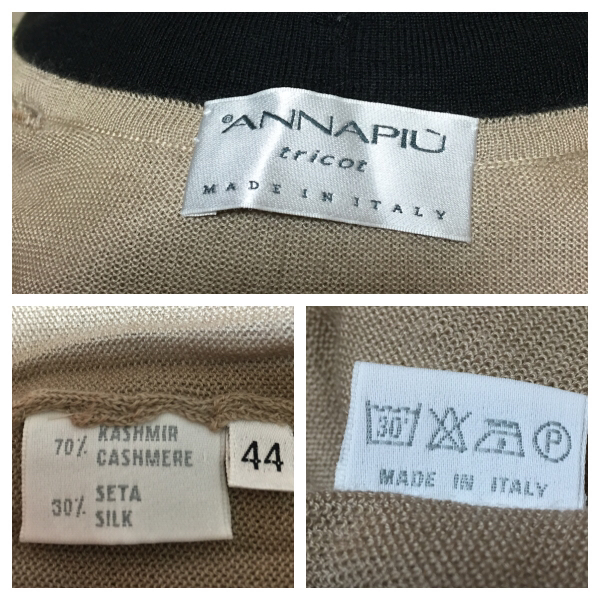 ®ANNAPIÙ
tricot
MADE IN ITALY
70% KASHMIR
CASHMERE
30% SETA
SILK
44
30°
P
MADE IN ITALY